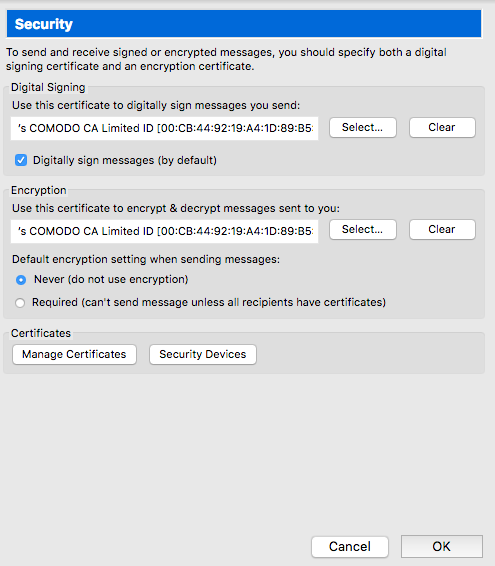 Security
To send and receive signed or encrypted messages, you should specify both a digital
signing certificate and an encryption certificate.
Digital Signing
Use this certificate to digitally sign messages you send:
's COMODO CA Limited ID [00:CB:44:92:19:A4:1D:89:B5: Select... Clear
Digitally sign messages (by default)
Encryption
Use this certificate to encrypt & decrypt messages sent to you:
's COMODO CA Limited ID [00:CB:44:92:19:A4:1D:89:B5: Select... Clear
Default encryption setting when sending messages:
Never (do not use encryption)
Required (can't send message unless all recipients have certificates)
Certificates
Manage Certificates Security Devices
Cancel OK